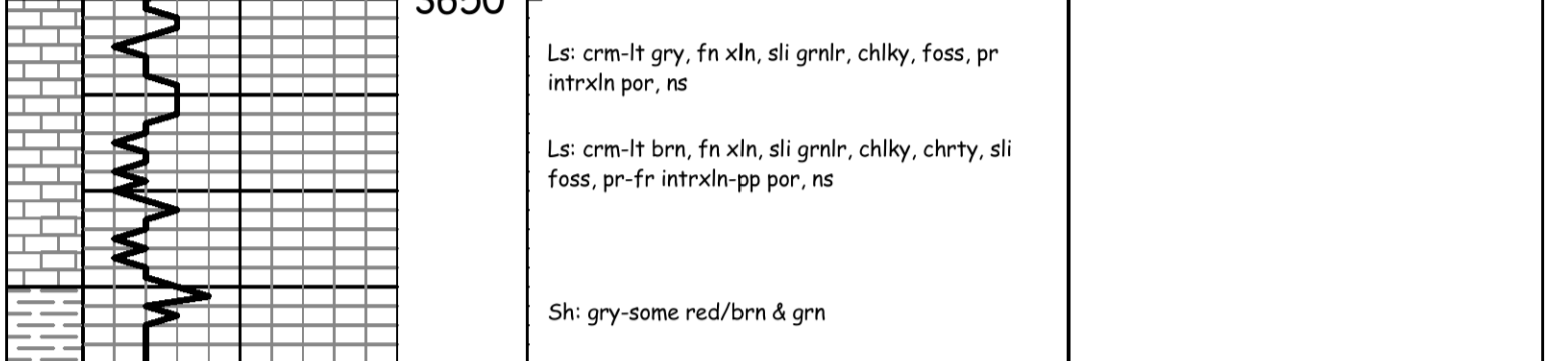 3650
Ls: crm-lt gry, fn xln, sli grnlr, chlky, foss, pr
intrxln por, ns
Ls: crm-lt brn, fn xln, sli grnlr, chlky, chrty, sli
foss, pr-fr intrxln-pp por, ns
Sh: gry-some red/brn & grn